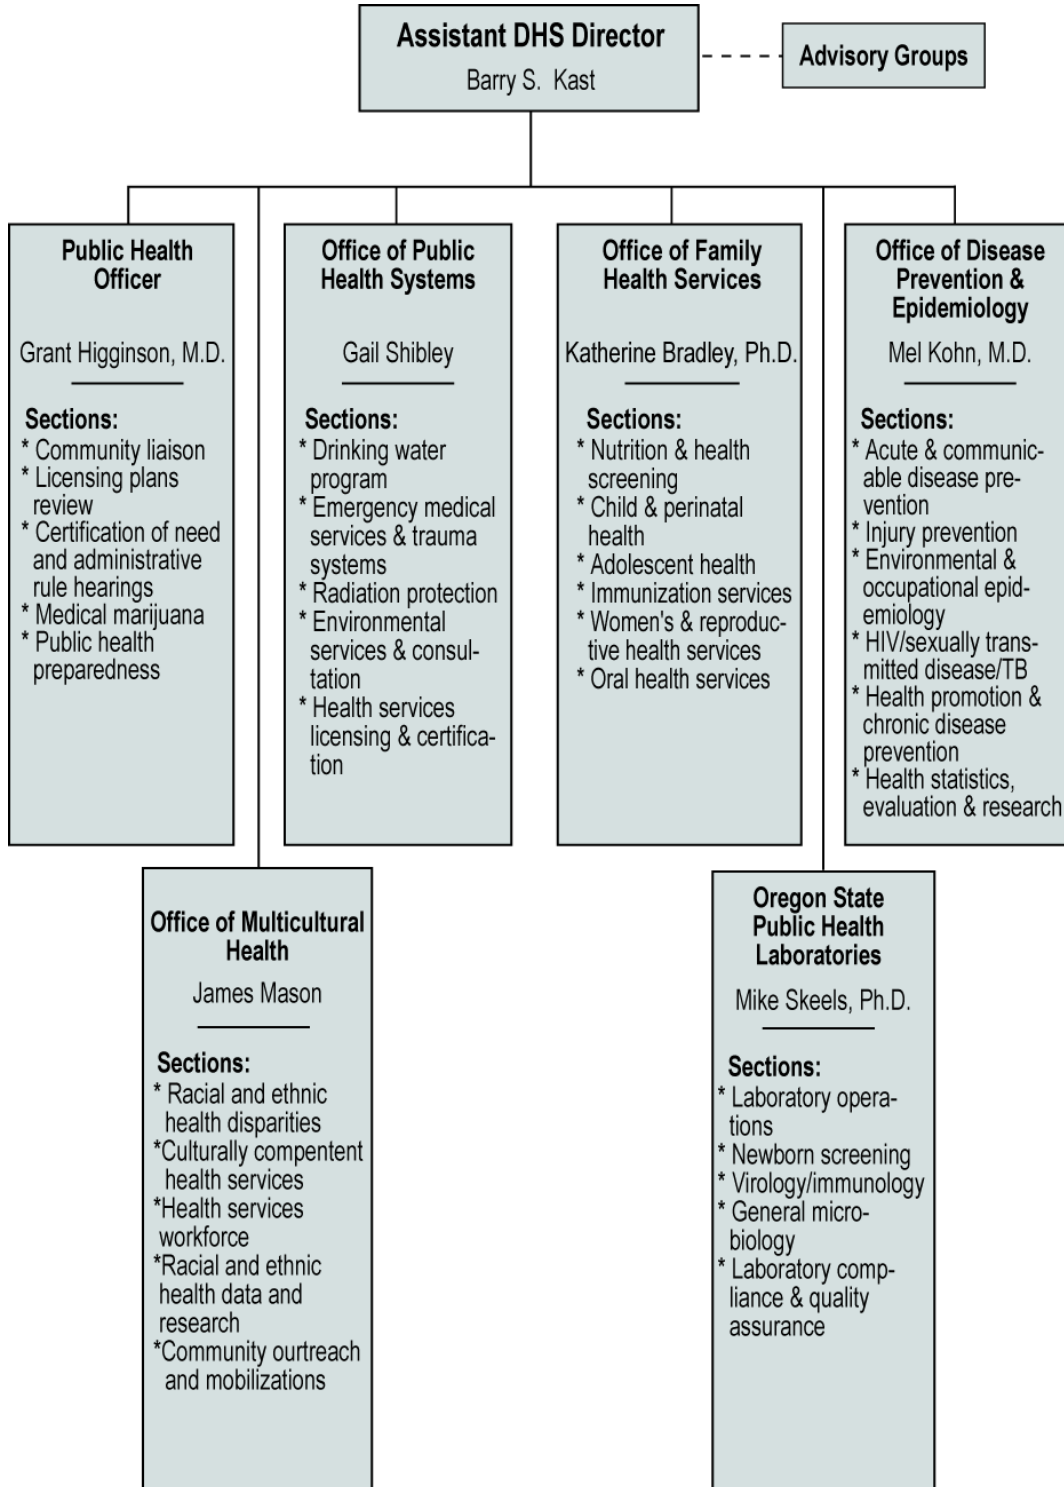 Assistant DHS Director
Barry S. Kast
Advisory Groups
Public Health
Officer
Grant Higginson, M.D.
Sections:
* Community liaison
* Licensing plans
review
* Certification of need
and administrative
rule hearings
* Medical marijuana
* Public health
preparedness
Office of Public
Health Systems
Gail Shibley
Sections:
* Drinking water
program
* Emergency medical
services & trauma
systems
* Radiation protection
* Environmental
services & consul-
tation
* Health services
licensing & certifica-
tion
Office of Family
Health Services
Katherine Bradley, Ph.D.
Sections:
* Nutrition & health
screening
* Child & perinatal
health
* Adolescent health
* Immunization services
* Women's & reproduc-
tive health services
* Oral health services
Office of Disease
Prevention &
Epidemiology
Mel Kohn, M.D.
Sections:
* Acute & communic-
able disease pre-
vention
* Injury prevention
* Environmental &
occupational epid-
emiology
* HIV/sexually trans-
mitted disease/TB
* Health promotion &
chronic disease
prevention
* Health statistics,
evaluation & research
Office of Multicultural
Health
James Mason
Sections:
* Racial and ethnic
health disparities
*Culturally compentent
health services
*Health services
workforce
*Racial and ethnic
health data and
research
*Community ourtreach
and mobilizations
Oregon State
Public Health
Laboratories
Mike Skeels, Ph.D.
Sections:
* Laboratory opera-
tions
* Newborn screening
* Virology/immunology
* General micro-
biology
* Laboratory comp-
liance & quality
assurance